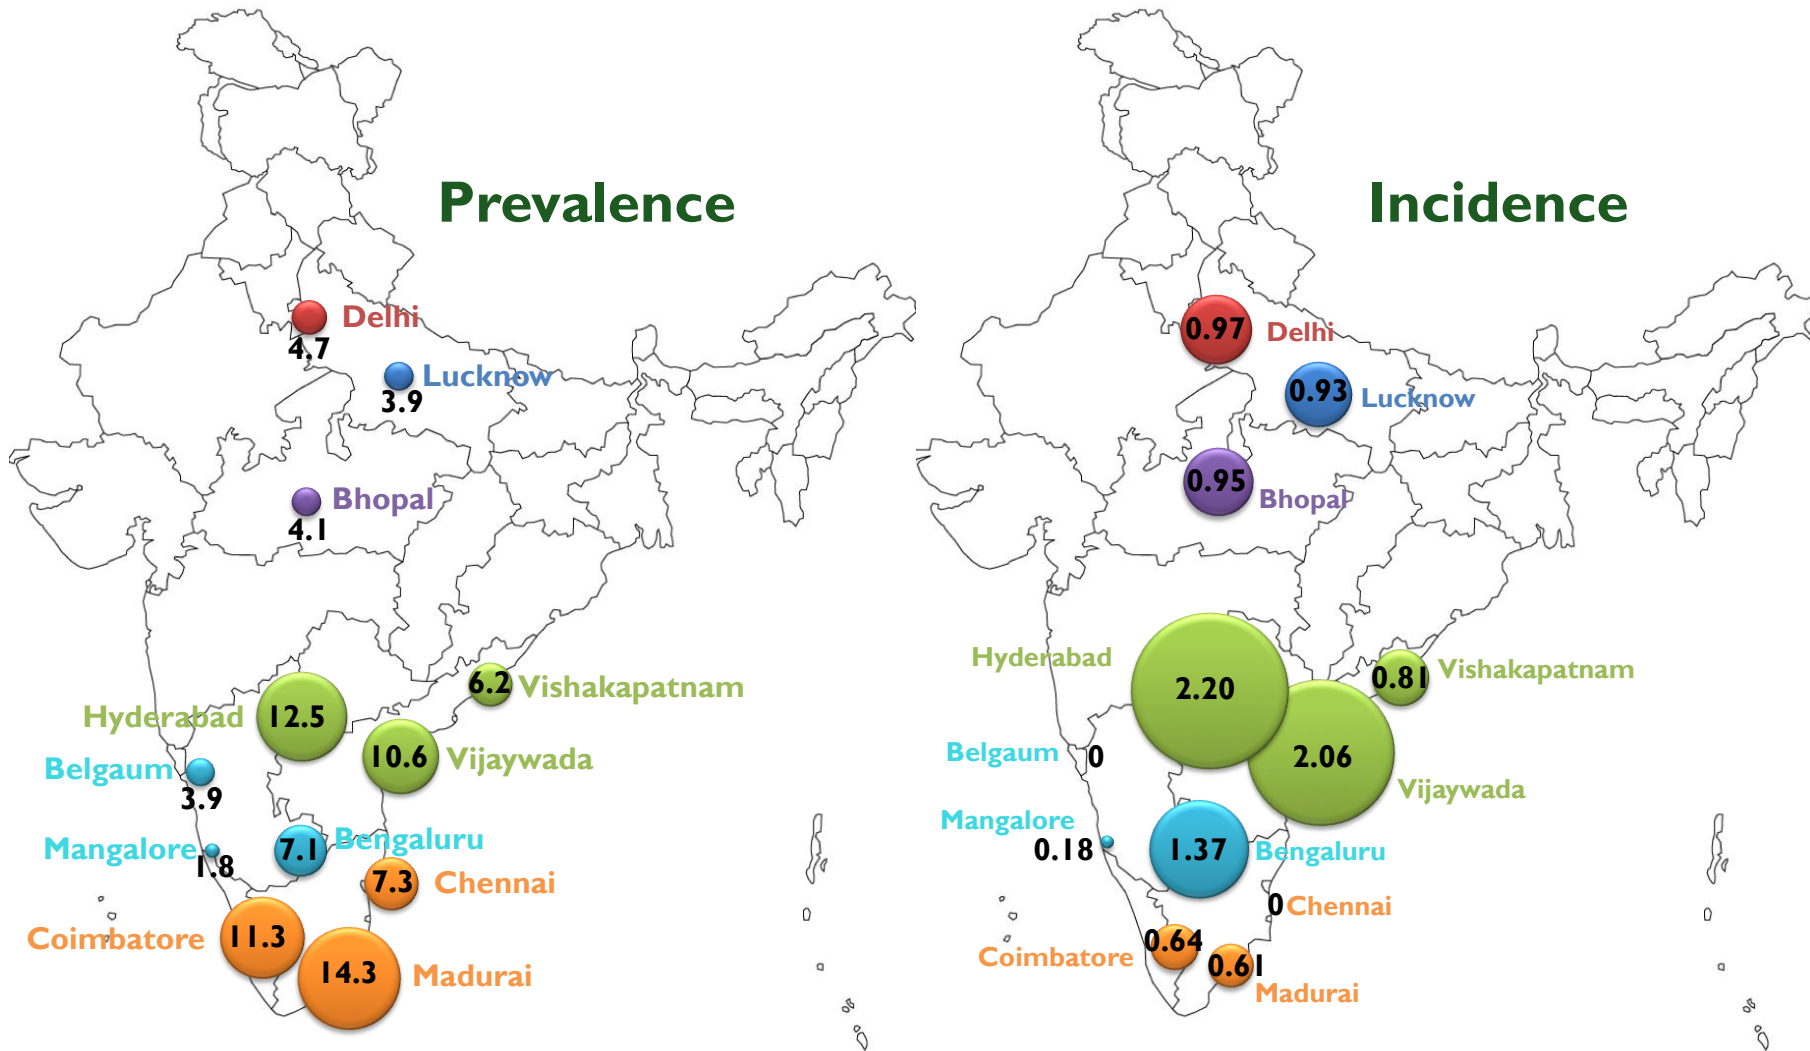 Prevalence
Delhi
4.7
Lucknow
3.9
Bhopal
4.1
6.2 Vishakapatnam
Hyderabad 12.5
10.6 Vijaywada
Belgaum
3.9
Mangalore
1.8
7.1 Bengaluru
7.3 Chennai
Coimbatore 11.3
14.3 Madurai
Incidence
0.97 Delhi
0.93 Lucknow
0.95 Bhopal
Hyderabad
2.20
0.81 Vishakapatnam
Belgaum 0
2.06
Vijaywada
Mangalore
0.18
1.37 Bengaluru
0 Chennai
Coimbatore 0.64
0.61
Madurai